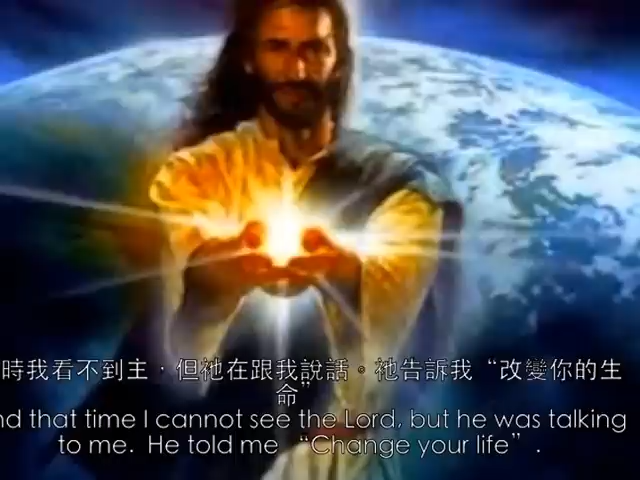 時我看不到主，但祂在跟我說話。祂告訴我“改變你的生
命”
nd that time I cannot see the Lord, but he was talking
to me. He told me “Change your life”.